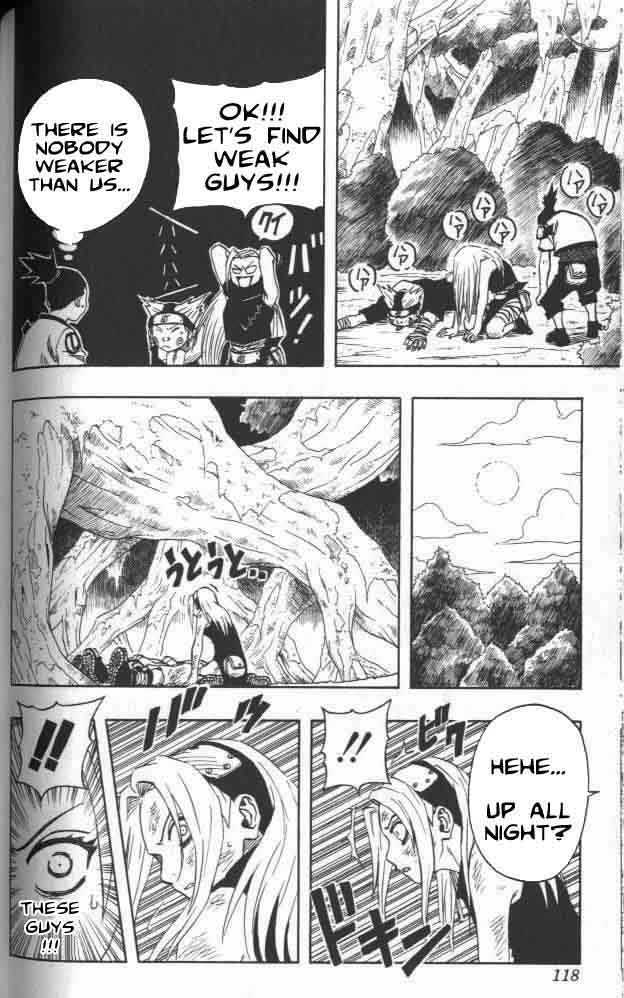 ハァ
ハァ
ハァ
ハァ
ハァ
ハァ
OK!!!
LET'S FIND
WEAK
GUYS!!!
THERE IS
NOBODY
WEAKER
THAN US...
クイ
!!
うとうと..
HEHE...
UP ALL
NIGHT?
ビクッ
!!
ドキン
バッ
!!
THESE
GUYS
!!!
118